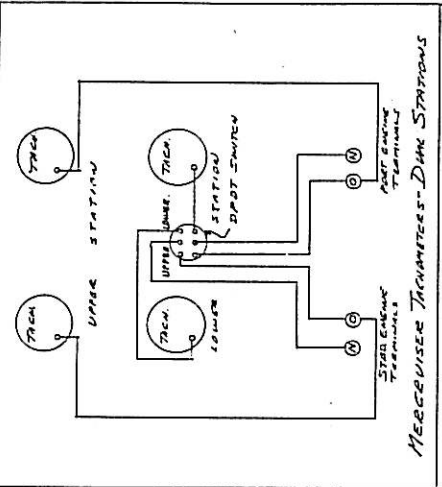 TACH.
TACH.
UPPER STATION
TACH.
TACH.
UPPER LOWER.
LOWER STATION
DPDT SWITCH
N
O
O
N
STBD ENGINE
TERMINALS
PORT ENGINE
TERMINALS
MERCRUISER TACHOMETERS-DUAL STATIONS